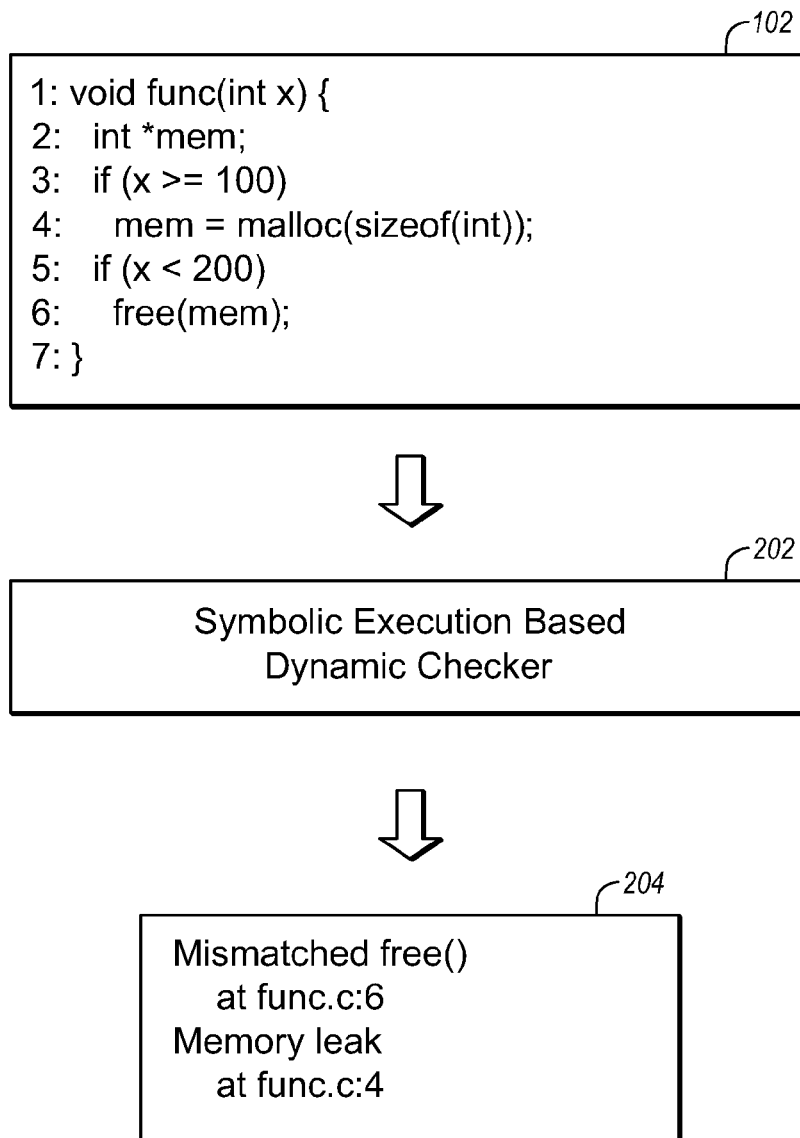 102
1: void func(int x) {
2: int *mem;
3: if (x >= 100)
4: mem = malloc(sizeof(int));
5: if (x < 200)
6: free(mem);
7: }
202
Symbolic Execution Based
Dynamic Checker
204
Mismatched free()
at func.c:6
Memory leak
at func.c:4